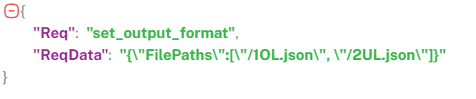 {
"Req": "set_output_format",
"ReqData": "{\"FilePaths\":[\"/1OL.json\", \"/2UL.json\"]}"
}